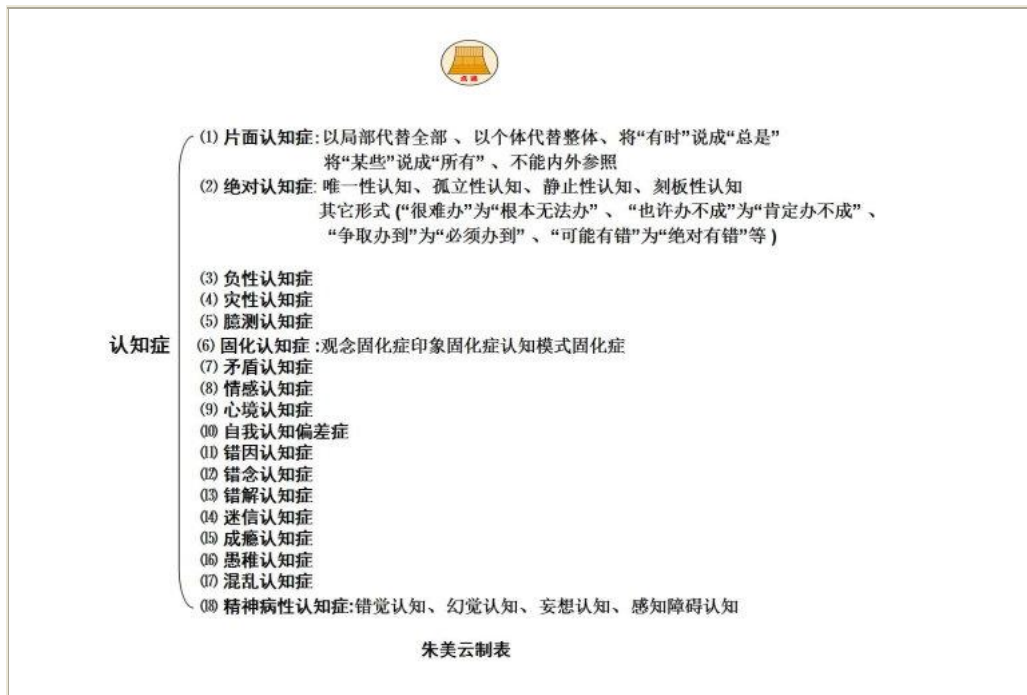 (1) 片面认知症:以局部代替全部 、以个体代替整体、将“有时”说成“总是”
将“某些”说成“所有” 、不能内外参照
(2) 绝对认知症: 唯一性认知、孤立性认知、静止性认知、刻板性认知
其它形式 (“很难办”为“根本无法办” 、 “也许办不成”为“肯定办不成” 、
“争取办到”为“必须办到” 、“可能有错”为“绝对有错”等 )
(3) 负性认知症
(4) 灾性认知症
(5) 臆测认知症
认知症
(6) 固化认知症 :观念固化症印象固化症认知模式固化症
(7) 矛盾认知症
(8) 情感认知症
(9) 心境认知症
(10) 自我认知偏差症
(11) 错因认知症
(12) 错念认知症
(13) 错解认知症
(14) 迷信认知症
(15) 成瘾认知症
(16) 愚稚认知症
(17) 混乱认知症
(18) 精神病性认知症:错觉认知、幻觉认知、妄想认知、感知障碍认知
朱美云制表